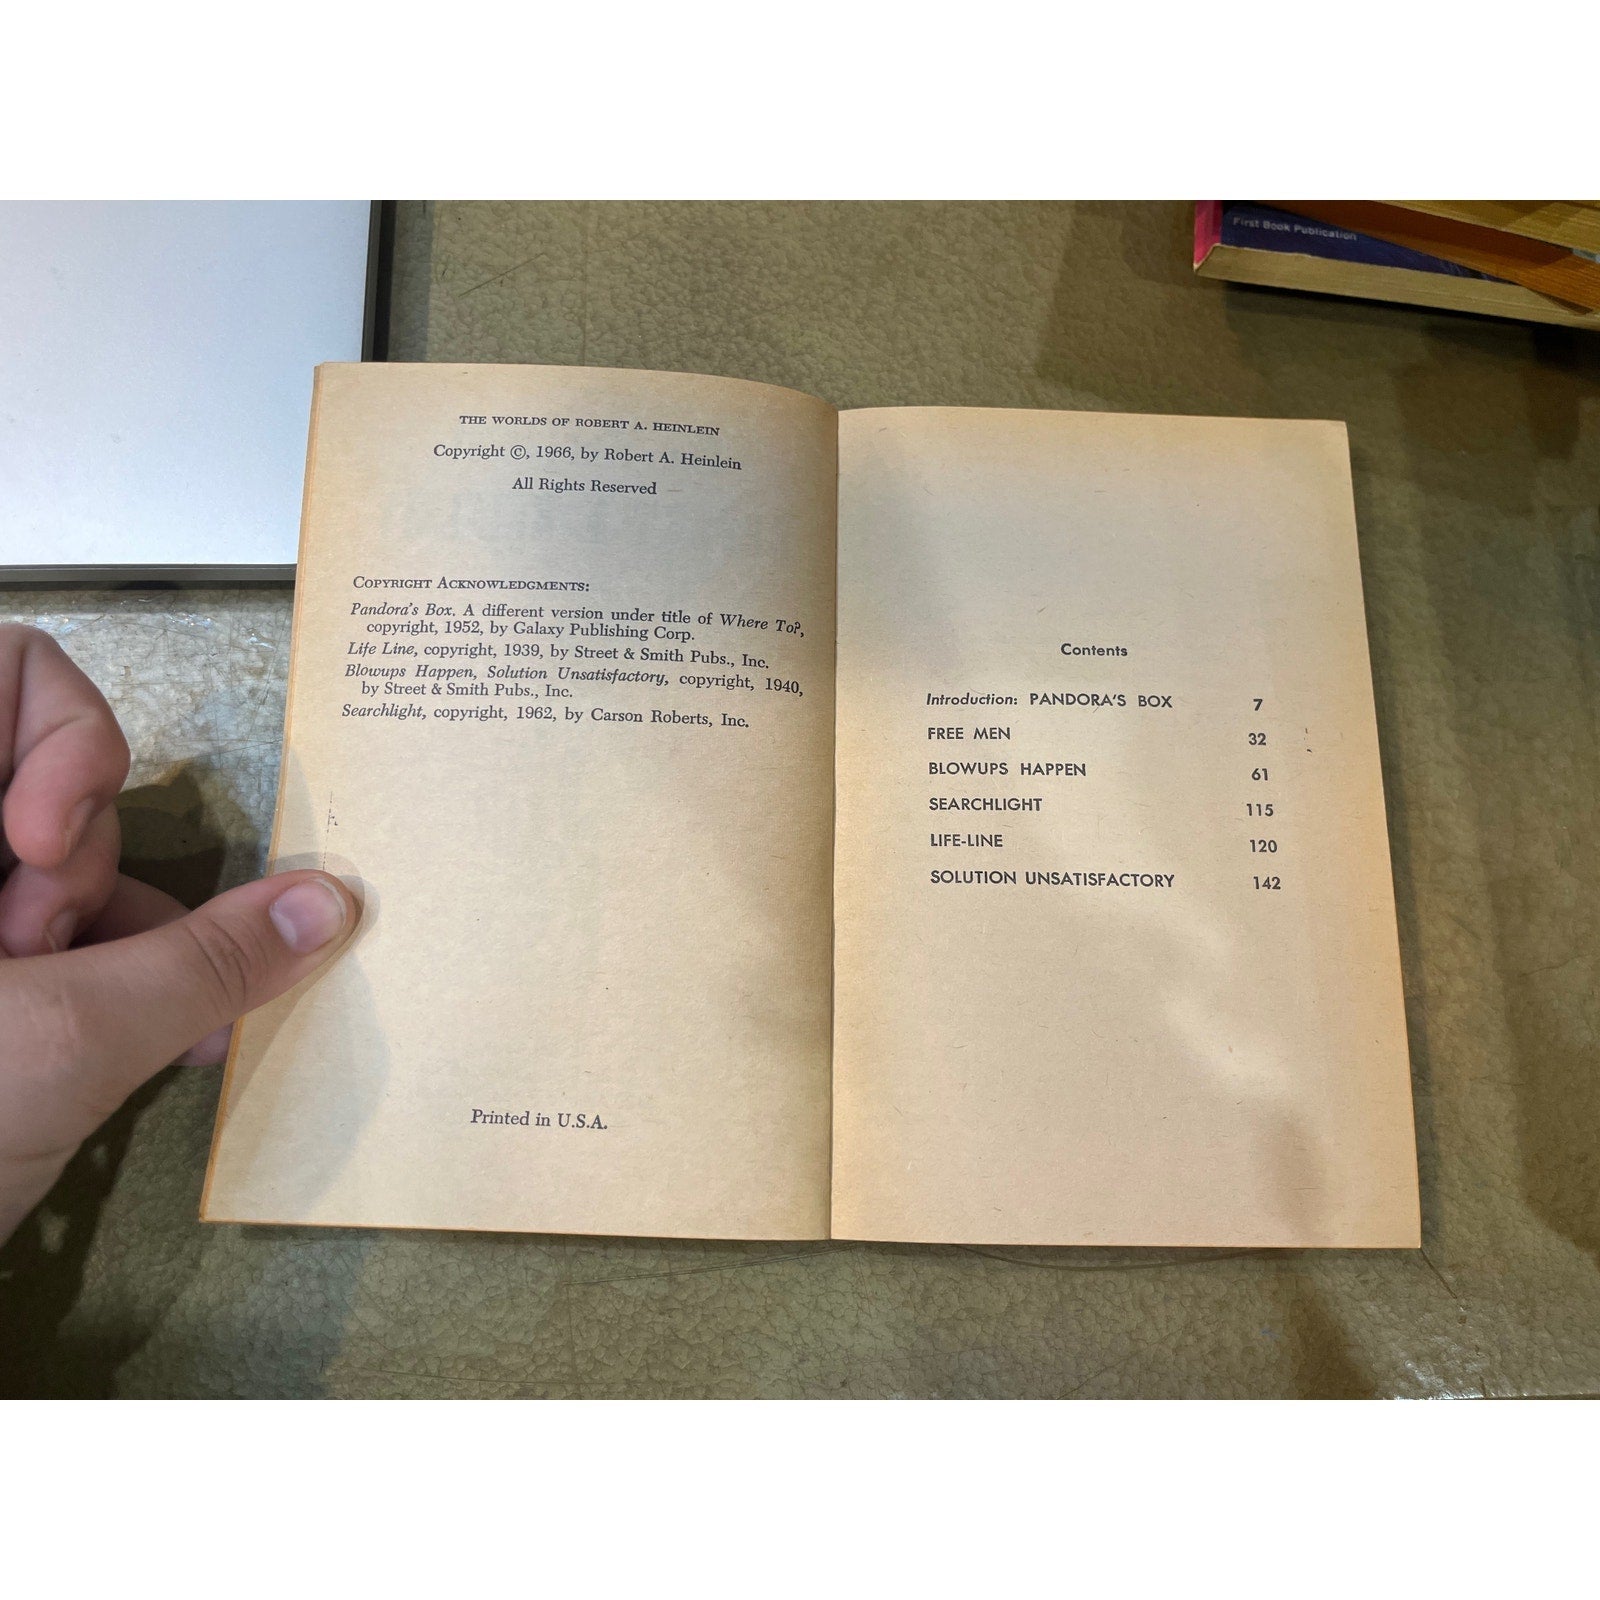 First Book Publication
THE WORLDS OF ROBERT A. HEINLEIN
Copyright ©, 1966, by Robert A. Heinlein
All Rights Reserved
COPYRIGHT ACKNOWLEDGMENTS:
Pandora's Box. A different version under title of Where To?,
copyright, 1952, by Galaxy Publishing Corp.
Life Line, copyright, 1939, by Street & Smith Pubs., Inc.
Blowups Happen, Solution Unsatisfactory, copyright, 1940,
by Street & Smith Pubs., Inc.
Searchlight, copyright, 1962, by Carson Roberts, Inc.
Printed in U.S.A.
Contents
Introduction: PANDORA'S BOX 7
FREE MEN 32
BLOWUPS HAPPEN 61
SEARCHLIGHT 115
LIFE-LINE 120
SOLUTION UNSATISFACTORY 142